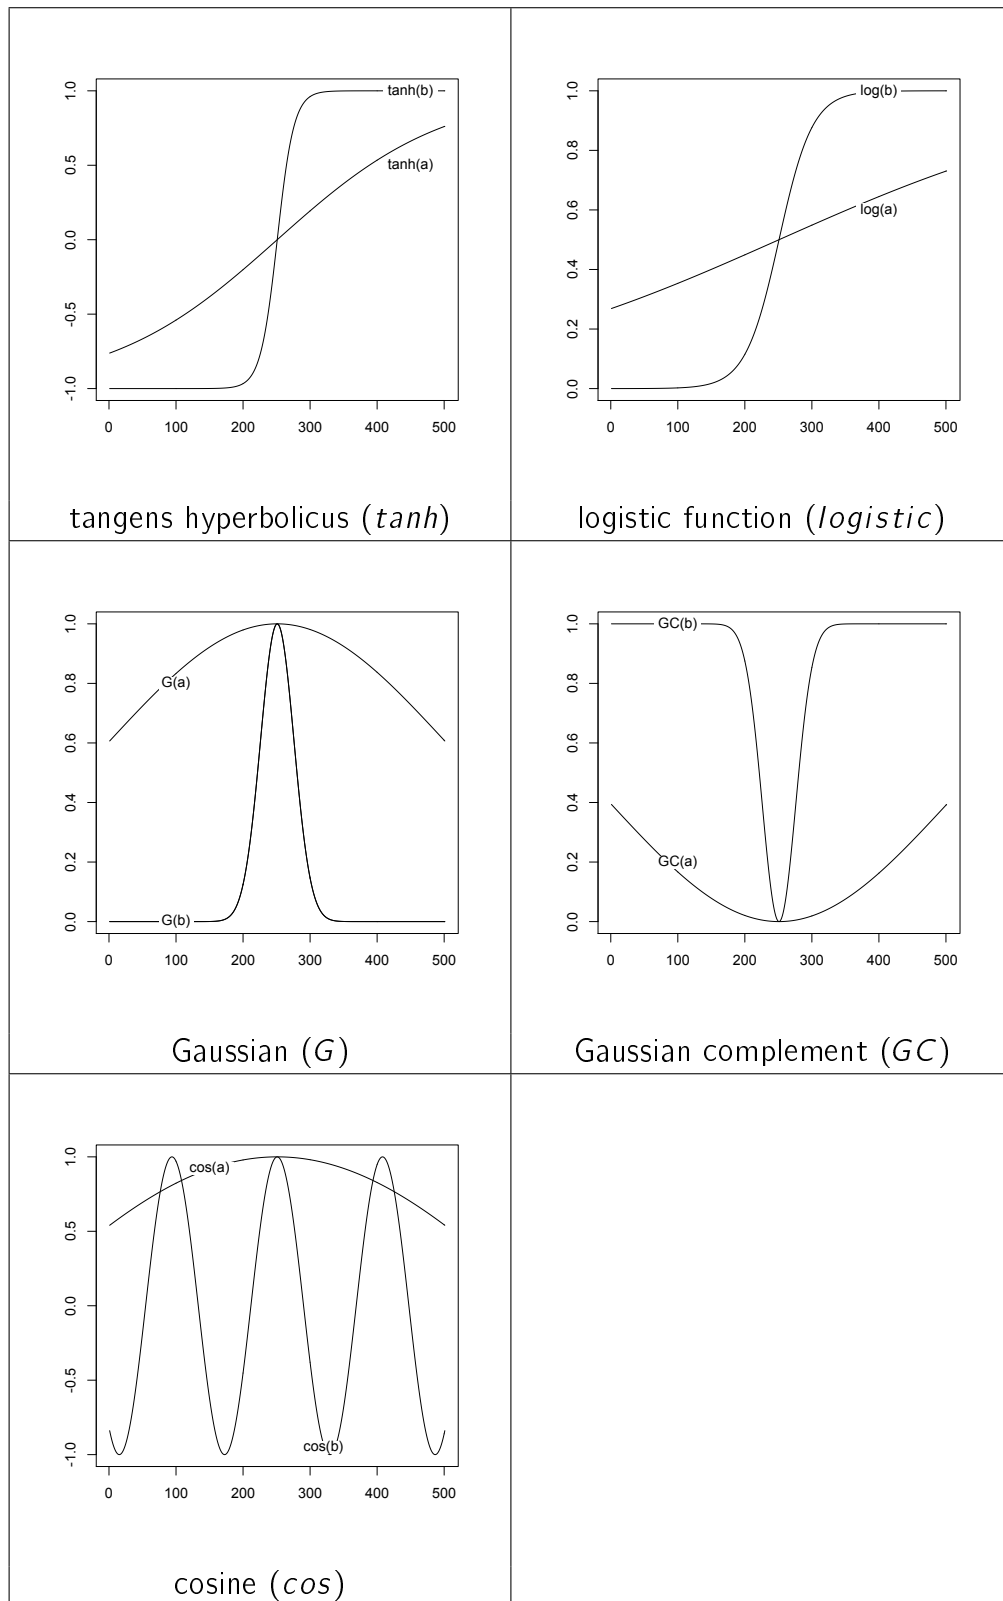 1.0
0.5
0.0
-0.5
-1.0
tanh(b)
tanh(a)
0 100 200 300 400 500
tangens hyperbolicus (tanh)
1.0
0.8
0.6
0.4
0.2
0.0
log(b)
log(a)
0 100 200 300 400 500
logistic function (logistic)
1.0
0.8
0.6
0.4
0.2
0.0
G(a)
G(b)
0 100 200 300 400 500
Gaussian (G)
1.0
0.8
0.6
0.4
0.2
0.0
GC(b)
GC(a)
0 100 200 300 400 500
Gaussian complement (GC)
1.0
0.5
0.0
-0.5
-1.0
cos(a)
cos(b)
0 100 200 300 400 500
cosine (cos)